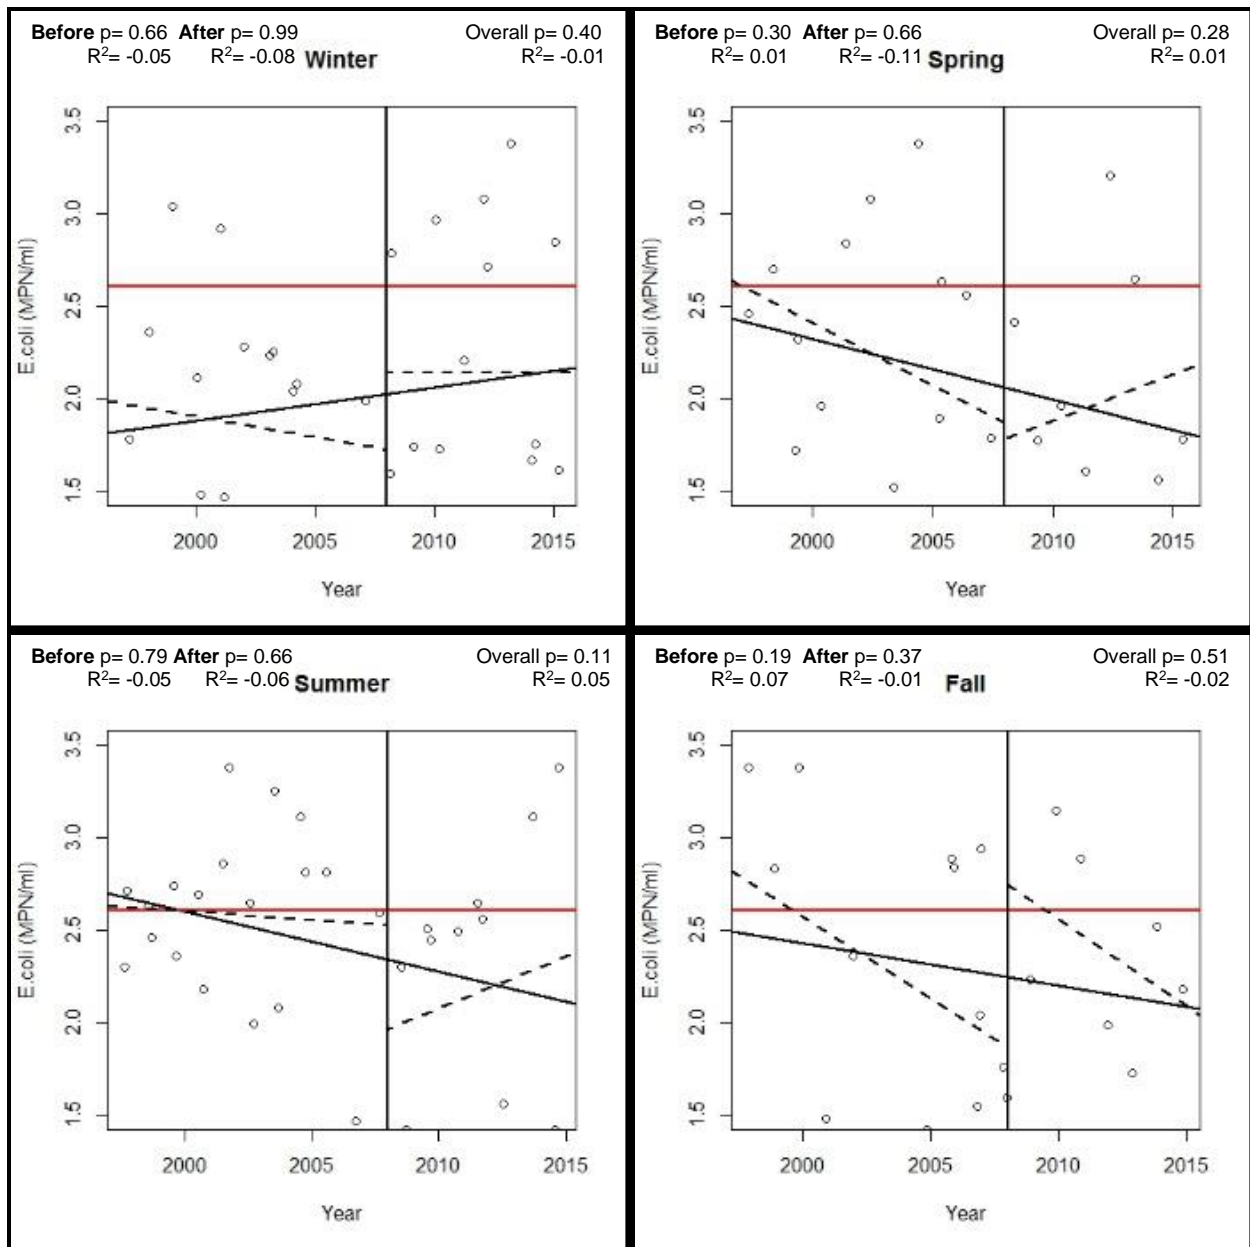 Before p= 0.66 After p= 0.99 Overall p= 0.40
R²= -0.05 R²= -0.08 Winter R²= -0.01
3.5
3.0
2.5
2.0
1.5
E.coli (MPN/ml)
2000 2005 2010 2015
Year
Before p= 0.30 After p= 0.66 Overall p= 0.28
R²= 0.01 R²= -0.11 Spring R²= 0.01
3.5
3.0
2.5
2.0
1.5
E.coli (MPN/ml)
2000 2005 2010 2015
Year
Before p= 0.79 After p= 0.66 Overall p= 0.11
R²= -0.05 R²= -0.06 Summer R²= 0.05
3.5
3.0
2.5
2.0
1.5
E.coli (MPN/ml)
2000 2005 2010 2015
Year
Before p= 0.19 After p= 0.37 Overall p= 0.51
R²= 0.07 R²= -0.01 Fall R²= -0.02
3.5
3.0
2.5
2.0
1.5
E.coli (MPN/ml)
2000 2005 2010 2015
Year